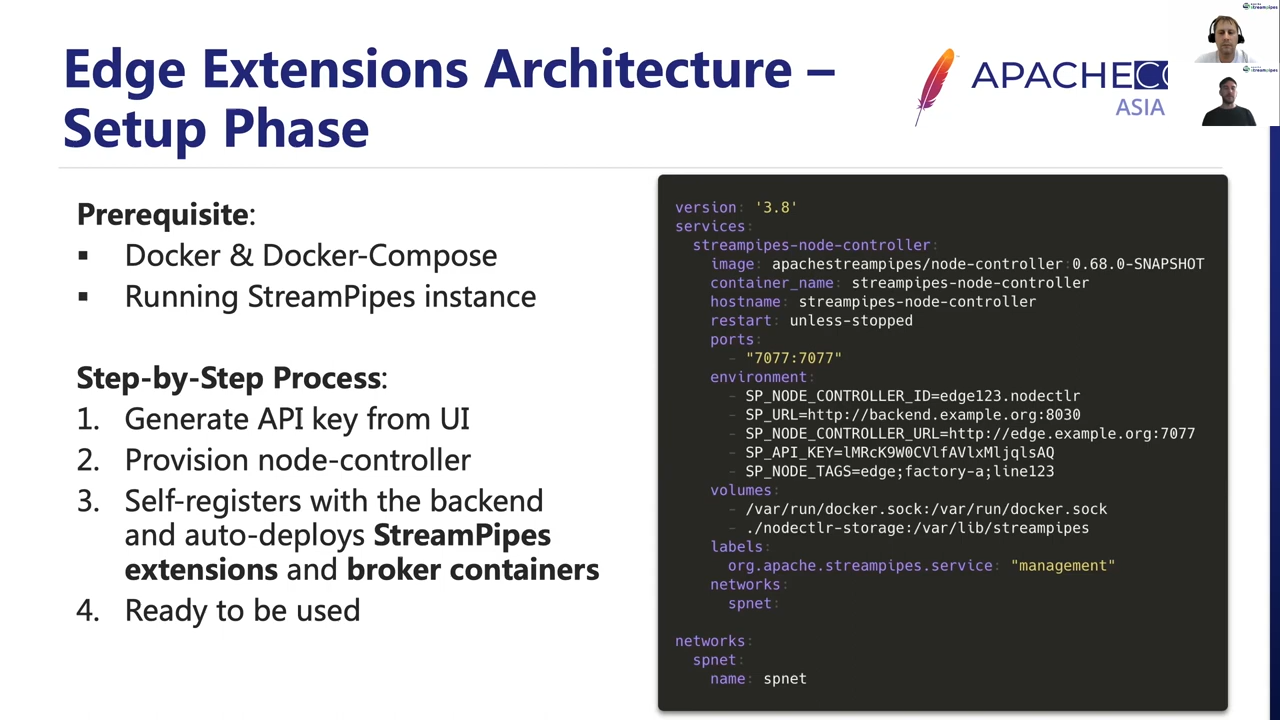 Edge Extensions Architecture –
Setup Phase
APACHECO
ASIA
Prerequisite:
▪ Docker & Docker-Compose
▪ Running StreamPipes instance
Step-by-Step Process:
1. Generate API key from UI
2. Provision node-controller
3. Self-registers with the backend
and auto-deploys StreamPipes
extensions and broker containers
4. Ready to be used
version: '3.8'
services:
streampipes-node-controller:
image: apachestreampipes/node-controller:0.68.0-SNAPSHOT
container_name: streampipes-node-controller
hostname: streampipes-node-controller
restart: unless-stopped
ports:
- "7077:7077"
environment:
- SP_NODE_CONTROLLER_ID=edge123.nodectlr
- SP_URL=http://backend.example.org:8030
- SP_NODE_CONTROLLER_URL=http://edge.example.org:7077
- SP_API_KEY=lMRcK9W0CVlfAVlxMljqlsAQ
- SP_NODE_TAGS=edge;factory-a;line123
volumes:
- /var/run/docker.sock:/var/run/docker.sock
- ./nodectlr-storage:/var/lib/streampipes
labels:
org.apache.streampipes.service: "management"
networks:
spnet:
networks:
spnet:
name: spnet